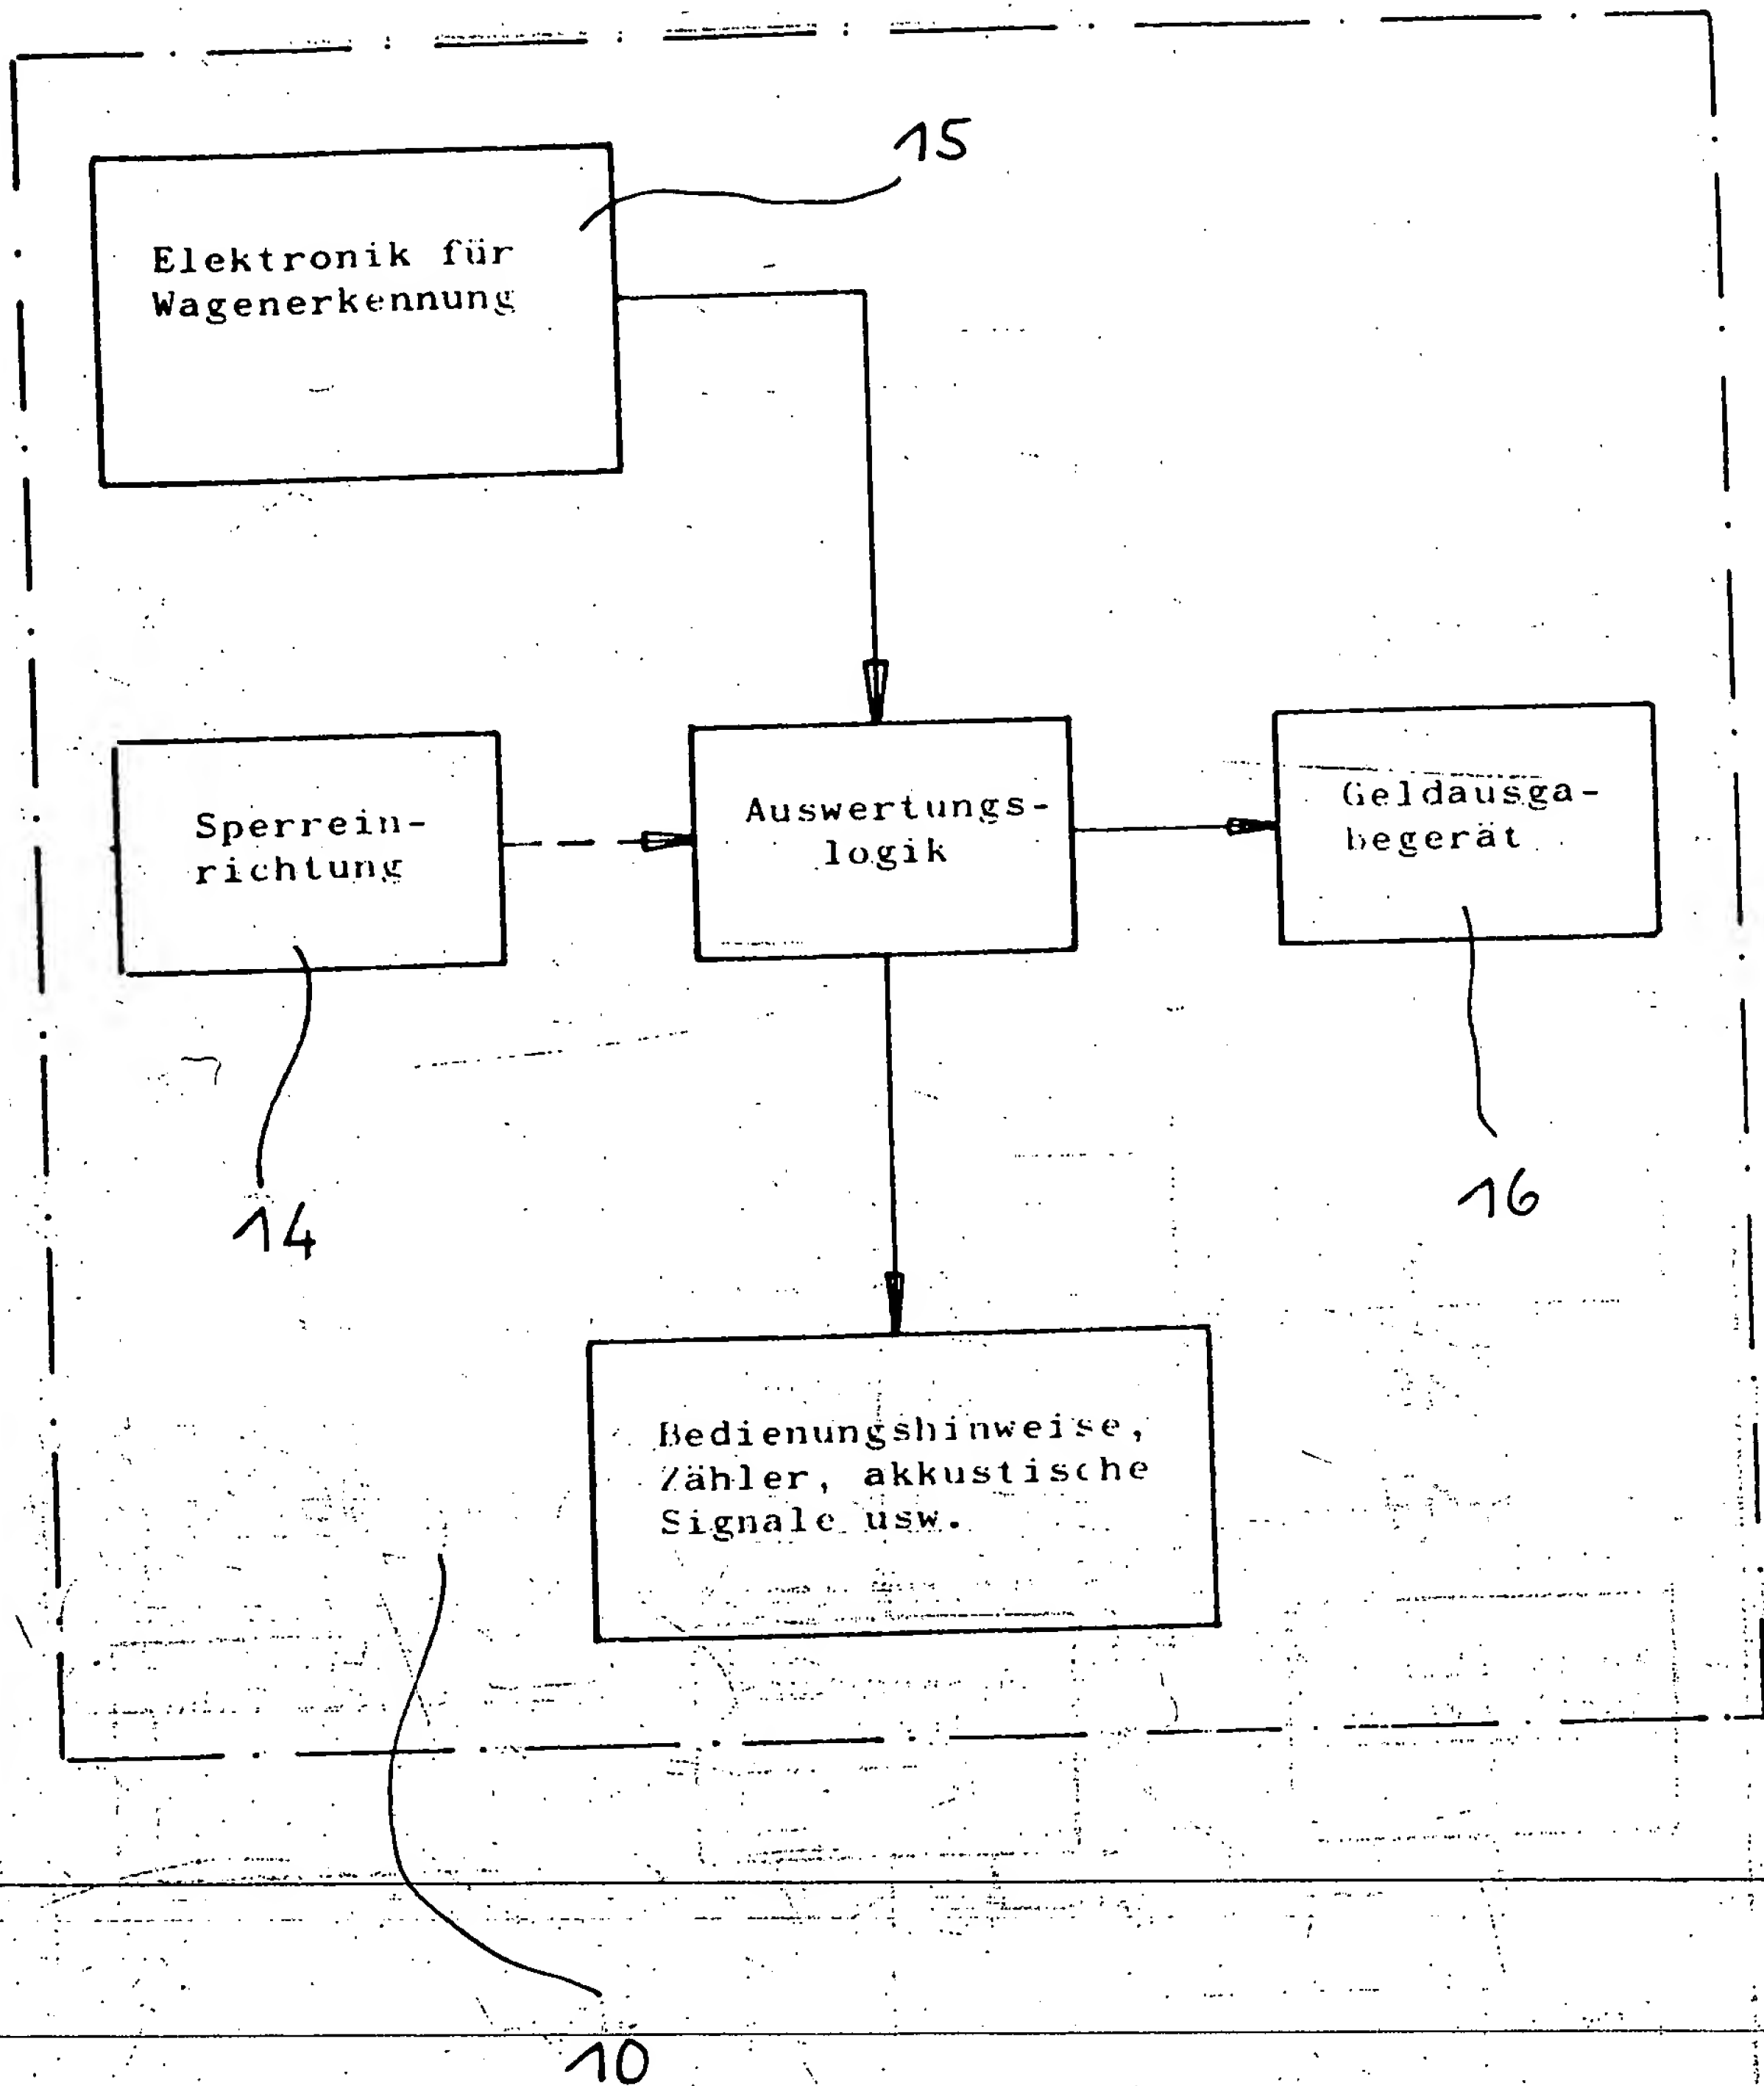 15
Elektronik für
Wagenerkennung
Sperrein-
richtung
Auswertungs-
logik
Geldausga-
begerät
14
16
Bedienungshinweise,
Zähler, akkustische
Signale usw.
10